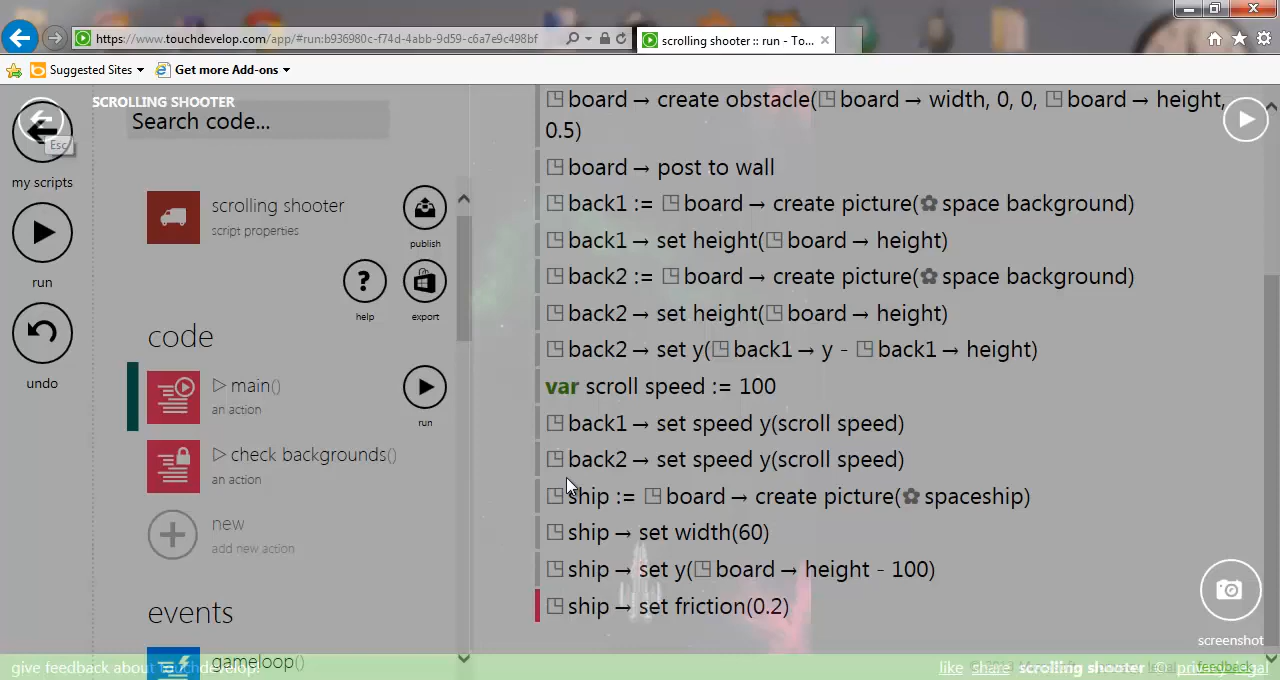 https://www.touchdevelop.com/app/#run:b936980c-f74d-4abb-9d59-c6a7e9c498bf
scrolling shooter :: run - To...
Suggested Sites
Get more Add-ons
SCROLLING SHOOTER
Search code...
Esc
my scripts
run
undo
scrolling shooter
script properties
publish
help
export
code
▷ main()
an action
run
▷ check backgrounds()
an action
new
add new action
events
gameloop()
board → create obstacle(board → width, 0, 0, board → height,
0.5)
board → post to wall
back1 := board → create picture(✿ space background)
back1 → set height(board → height)
back2 := board → create picture(✿ space background)
back2 → set height(board → height)
back2 → set y(back1 → y - back1 → height)
var scroll speed := 100
back1 → set speed y(scroll speed)
back2 → set speed y(scroll speed)
ship := board → create picture(✿ spaceship)
ship → set width(60)
ship → set y(board → height - 100)
ship → set friction(0.2)
screenshot
give feedback about touchdevelop!
like share scrolling shooter
feedback